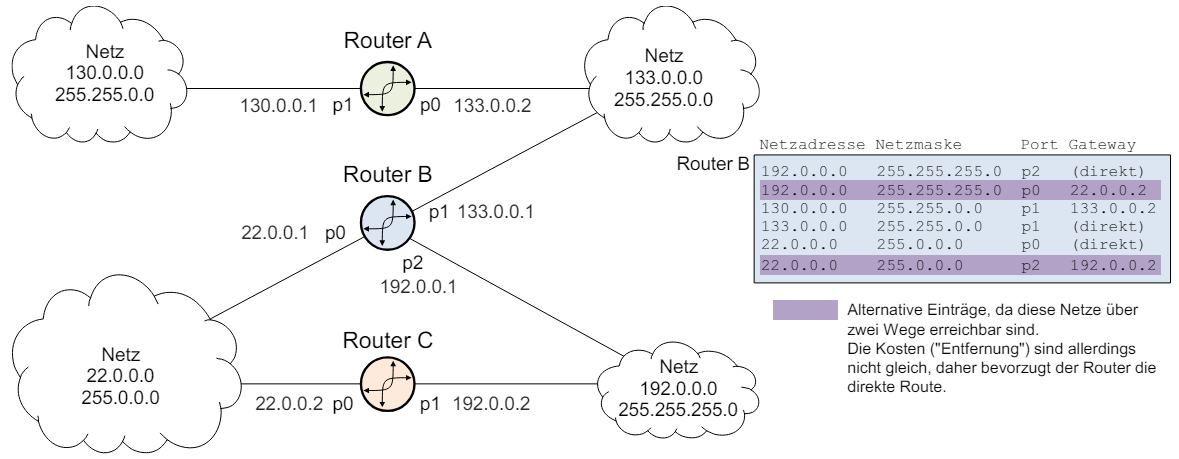 Netz
130.0.0.0
255.255.0.0
Router A
130.0.0.1 p1
p0 133.0.0.2
Netz
133.0.0.0
255.255.0.0
Router B
p1 133.0.0.1
22.0.0.1 p0
p2
192.0.0.1
Netz
22.0.0.0
255.0.0.0
Router C
22.0.0.2 p0
p1 192.0.0.2
Netz
192.0.0.0
255.255.255.0
Netzadresse Netzmaske Port Gateway
Router B
192.0.0.0 255.255.255.0 p2 (direkt)
192.0.0.0 255.255.255.0 p0 22.0.0.2
130.0.0.0 255.255.0.0 p1 133.0.0.2
133.0.0.0 255.255.0.0 p1 (direkt)
22.0.0.0 255.0.0.0 p0 (direkt)
22.0.0.0 255.0.0.0 p2 192.0.0.2
Alternative Einträge, da diese Netze über
zwei Wege erreichbar sind.
Die Kosten ("Entfernung") sind allerdings
nicht gleich, daher bevorzugt der Router die
direkte Route.